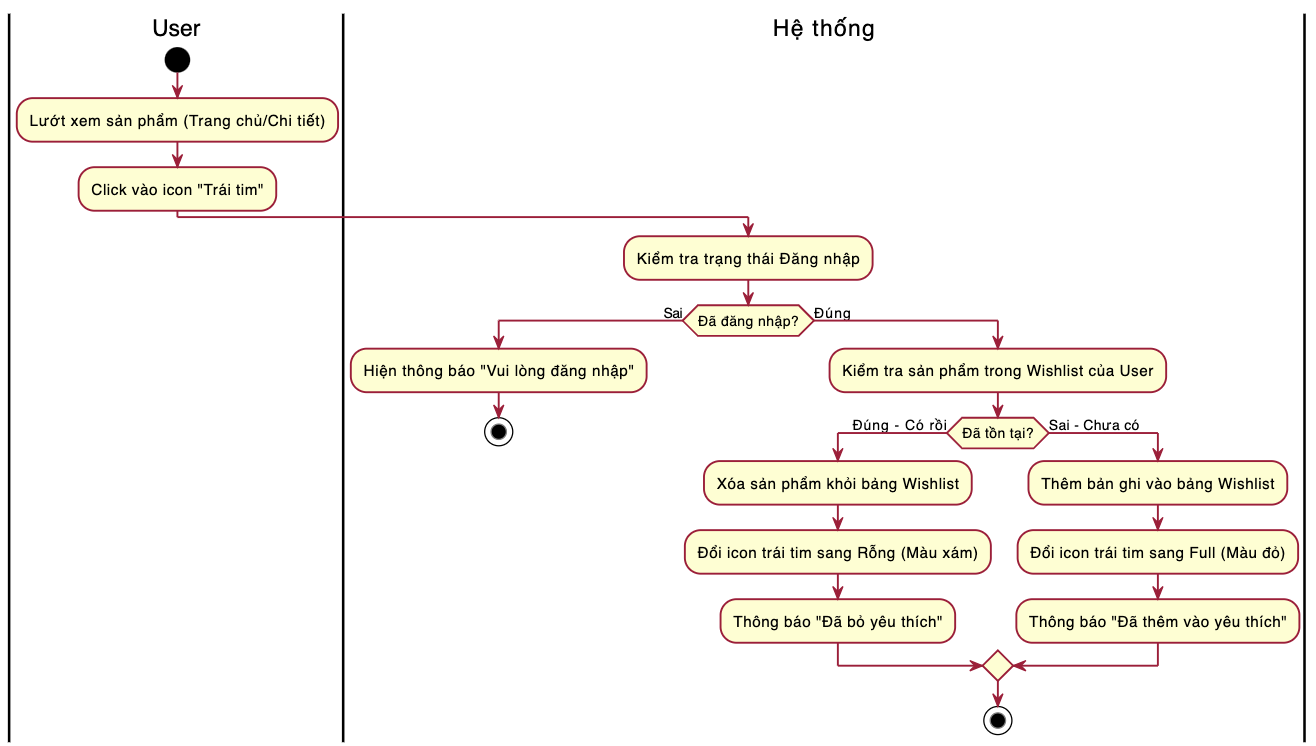 User
Hệ thống
Lướt xem sản phẩm (Trang chủ/Chi tiết)
Click vào icon "Trái tim"
Kiểm tra trạng thái Đăng nhập
Sai
Đã đăng nhập?
Đúng
Hiện thông báo "Vui lòng đăng nhập"
Kiểm tra sản phẩm trong Wishlist của User
Đúng - Có rồi
Đã tồn tại?
Sai - Chưa có
Xóa sản phẩm khỏi bảng Wishlist
Thêm bản ghi vào bảng Wishlist
Đổi icon trái tim sang Rỗng (Màu xám)
Đổi icon trái tim sang Full (Màu đỏ)
Thông báo "Đã bỏ yêu thích"
Thông báo "Đã thêm vào yêu thích"